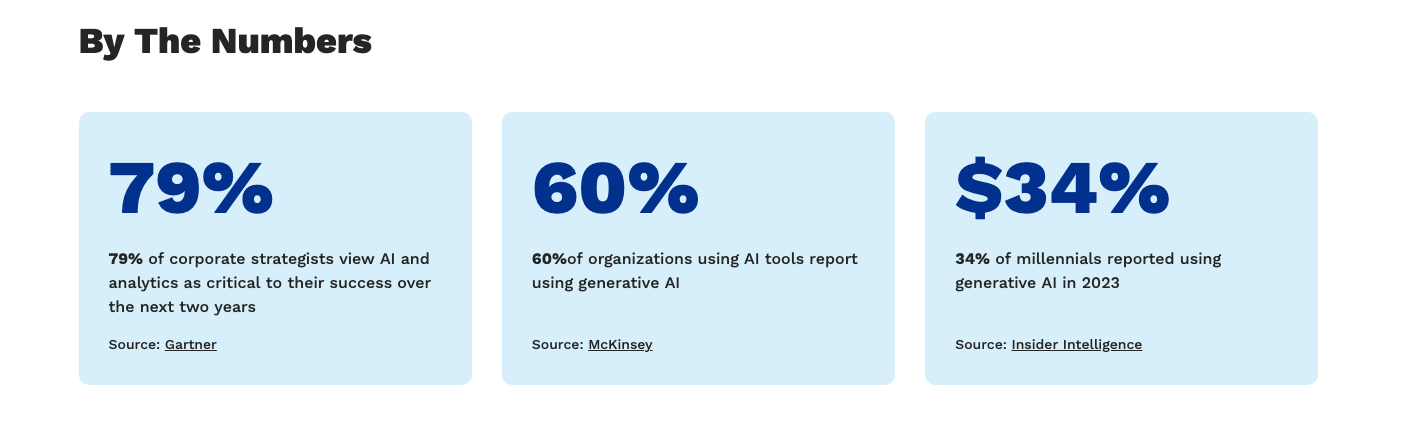 By The Numbers
79%
79% of corporate strategists view AI and
analytics as critical to their success over
the next two years
Source: Gartner
60%
60%of organizations using AI tools report
using generative AI
Source: McKinsey
$34%
34% of millennials reported using
generative AI in 2023
Source: Insider Intelligence